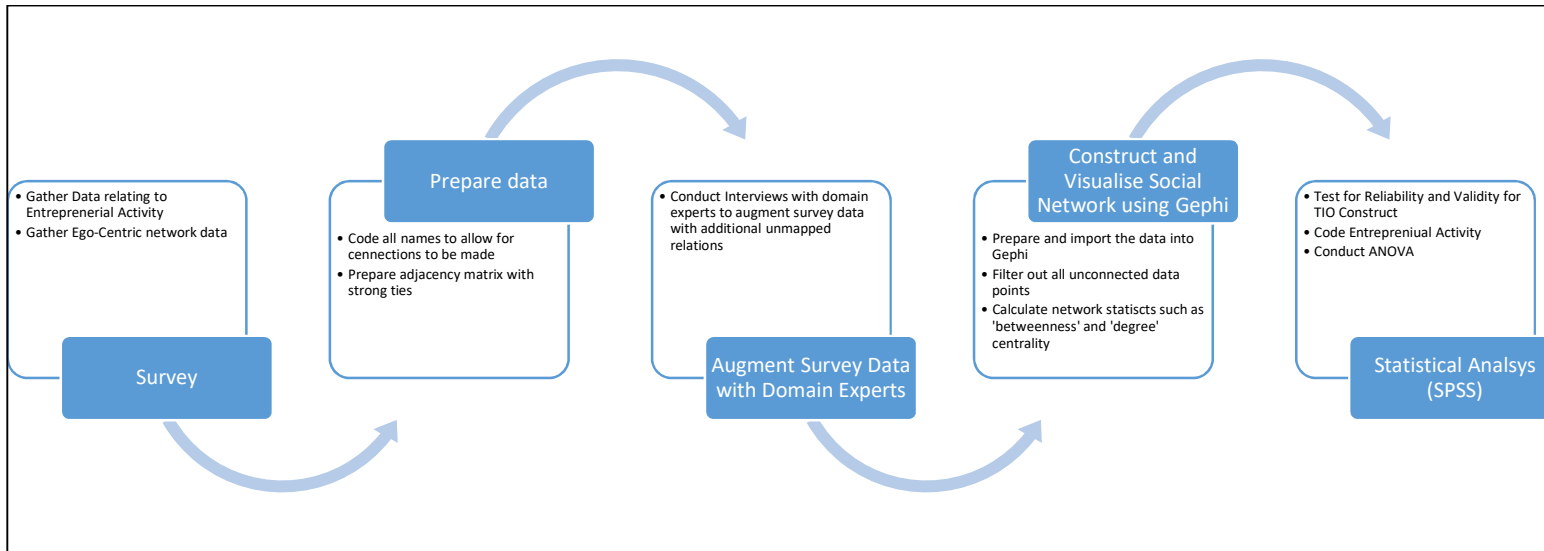 • Gather Data relating to
Entreprenerial Activity
• Gather Ego-Centric network data
Survey
Prepare data
• Code all names to allow for
connections to be made
• Prepare adjacency matrix with
strong ties
• Conduct Interviews with domain
experts to augment survey data
with additional unmapped
relations
Augment Survey Data
with Domain Experts
Construct and
Visualise Social
Network using Gephi
• Prepare and import the data into
Gephi
• Filter out all unconnected data
points
• Calculate network statiscts such as
'betweenness' and 'degree'
centrality
• Test for Reliability and Validity for
TIO Construct
• Code Entrepreniual Activity
• Conduct ANOVA
Statistical Analsys
(SPSS)